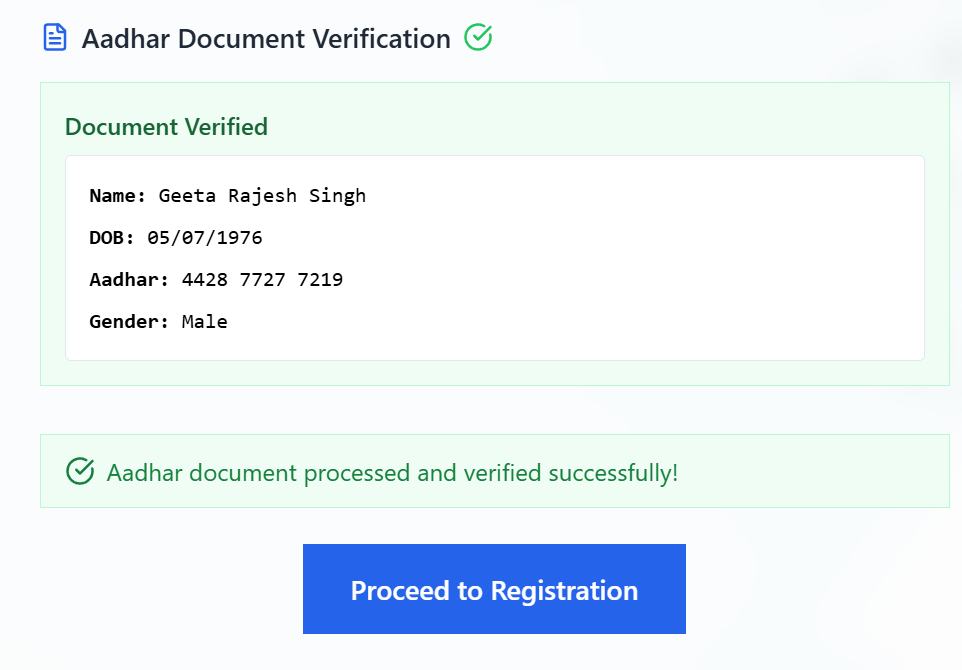 Aadhar Document Verification
Document Verified
Name: Geeta Rajesh Singh
DOB: 05/07/1976
Aadhar: 4428 7727 7219
Gender: Male
Aadhar document processed and verified successfully!
Proceed to Registration